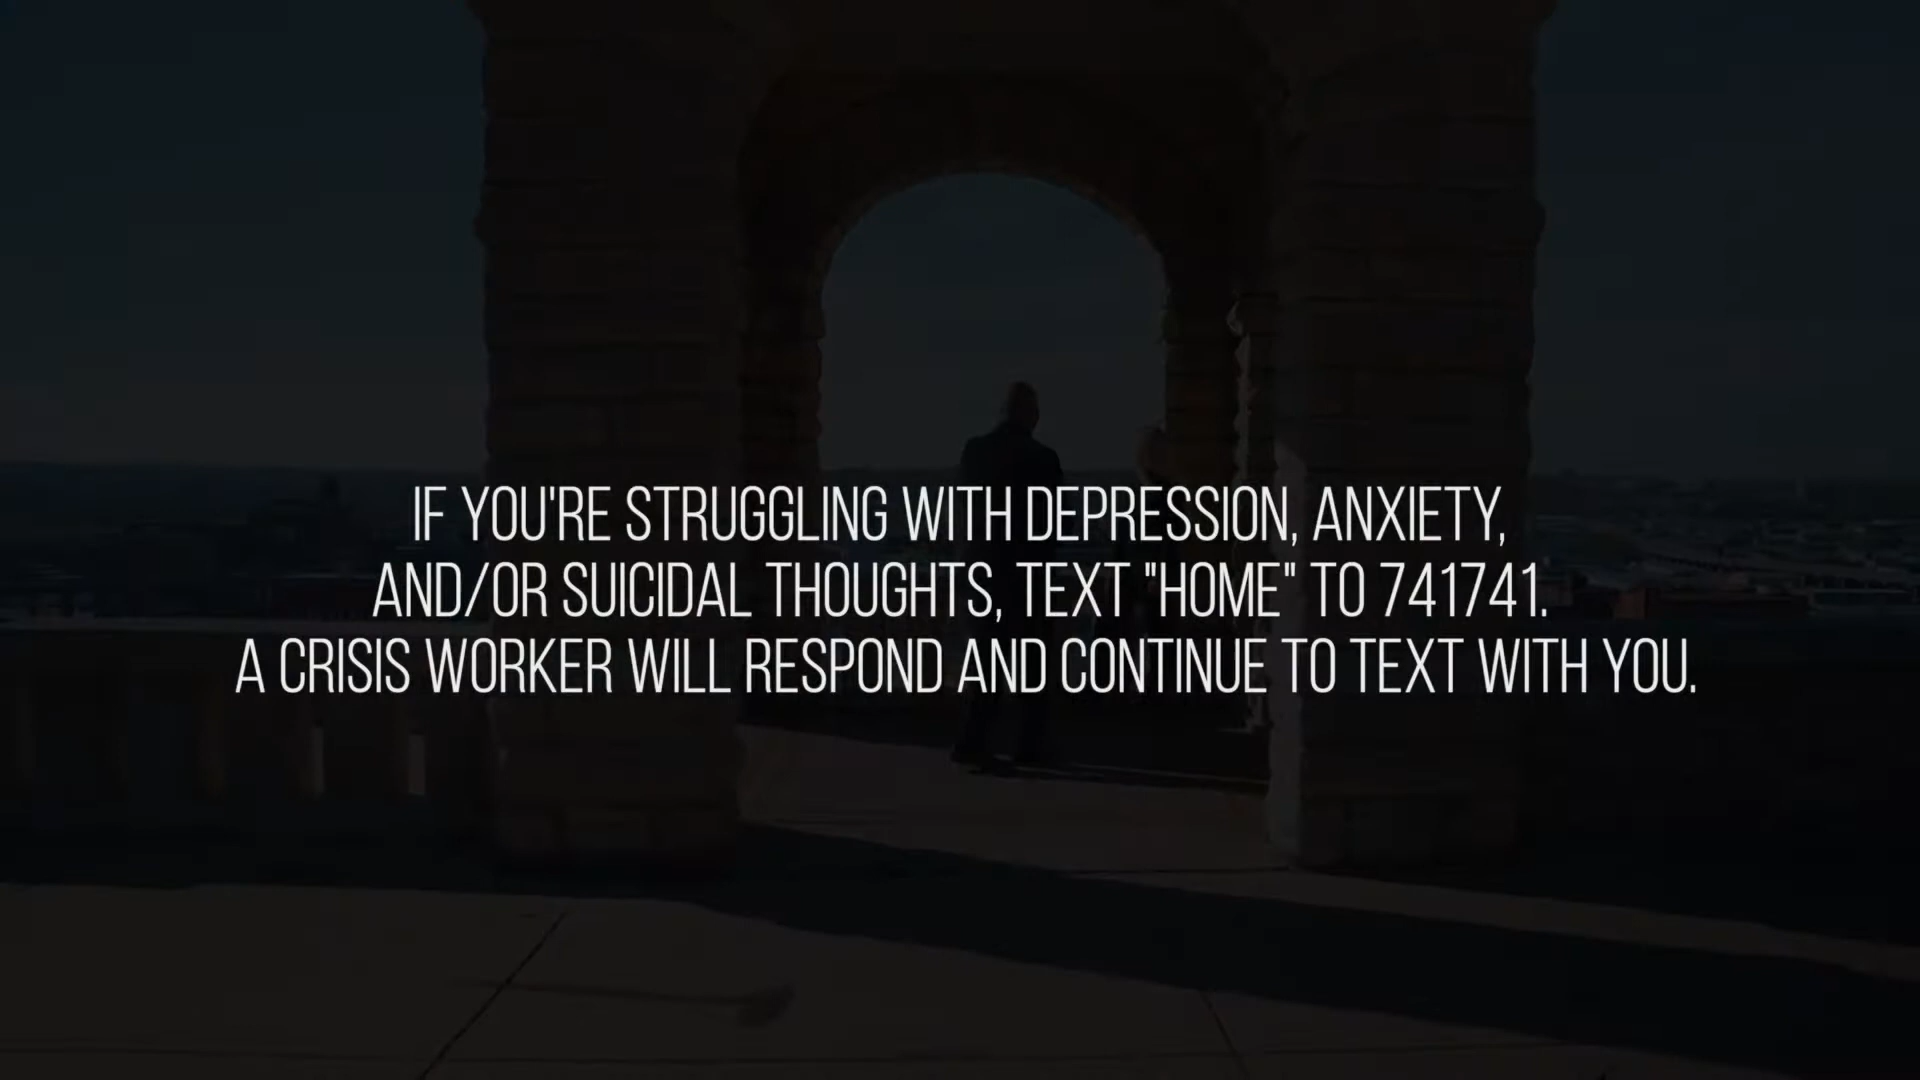 IF YOU'RE STRUGGLING WITH DEPRESSION, ANXIETY,
AND/OR SUICIDAL THOUGHTS, TEXT "HOME" TO 741741.
A CRISIS WORKER WILL RESPOND AND CONTINUE TO TEXT WITH YOU.